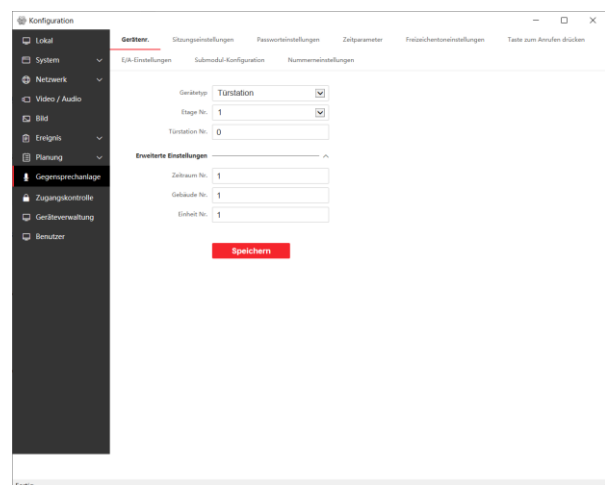 Konfiguration
Lokal
System
Netzwerk
Video / Audio
Bild
Ereignis
Planung
Gegensprechanlage
Zugangskontrolle
Geräteverwaltung
Benutzer
Gerätenr. Sitzungseinstellungen Passworteinstellungen Zeitparameter Freizeichentoneinstellungen Taste zum Anrufen drücken
E/A-Einstellungen Submodul-Konfiguration Nummerneinstellungen
Gerätetyp Türstation
Etage Nr. 1
Türstation Nr. 0
Erweiterte Einstellungen
Zeitraum Nr. 1
Gebäude Nr. 1
Einheit Nr. 1
Speichern